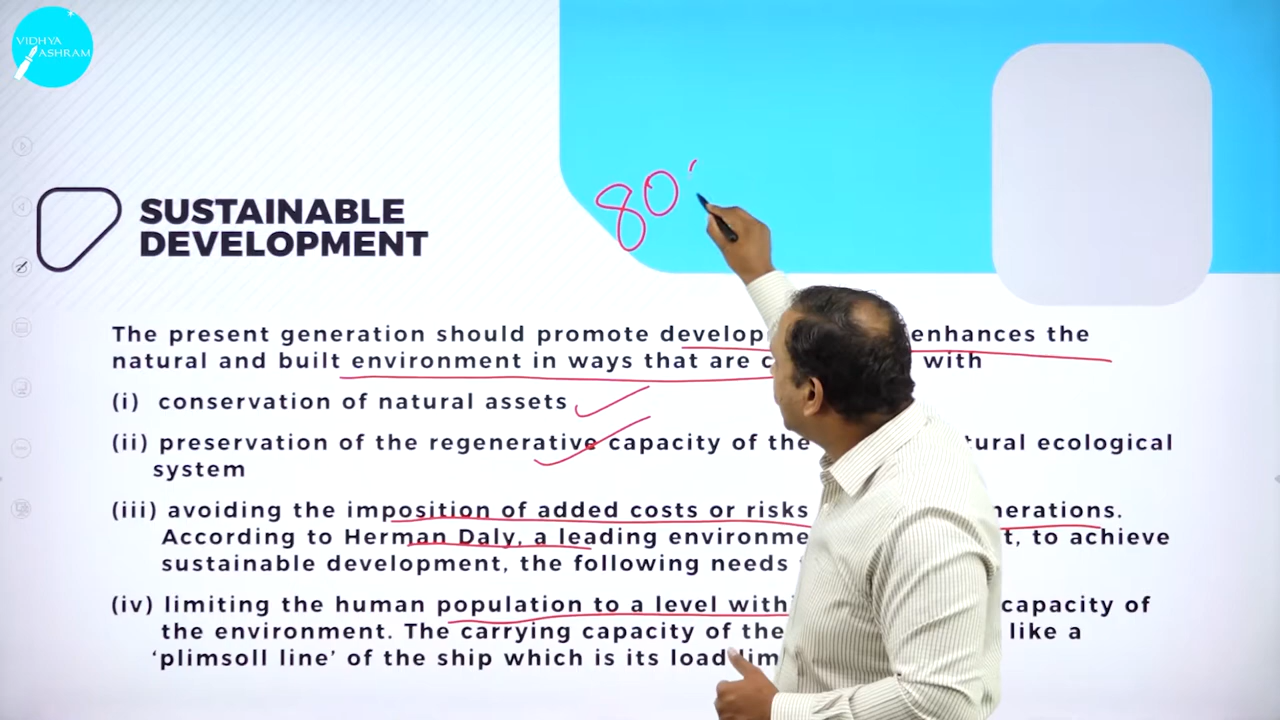 VIDHYA
ASHRAM
80
SUSTAINABLE
DEVELOPMENT
The present generation should promote develop enhances the
natural and built environment in ways that are with
(i) conservation of natural assets
(ii) preservation of the regenerative capacity of the ecological
system
(iii) avoiding the imposition of added costs or risks
According to Herman Daly, a leading to achieve
sustainable development, the following needs
(iv) limiting the human population to a level capacity of
the environment. The carrying capacity of the like a
‘plimsoll line’ of the ship which is its load